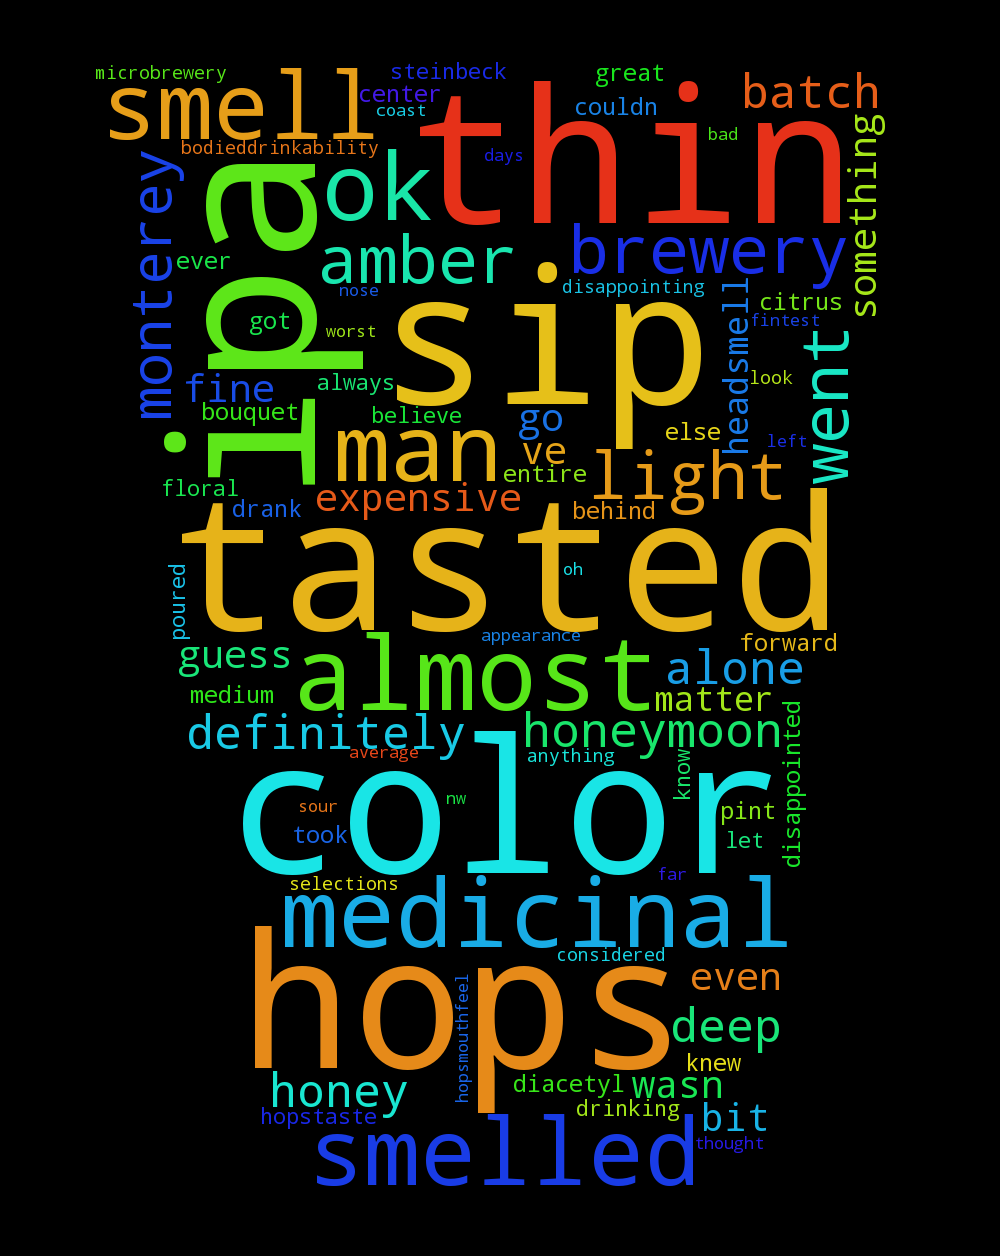 microbrewery
steinbeck
great
smell
center
thin
batch
coast
couldn
bad
something
bodieddrinkability
days
monterey
ipa
ok
brewery
amber
ever
sip
nose
disappointing
headsmell
citrus
got
worst
fintest
went
fine
always
look
bouquet
believe
go
man
else
left
ve
light
entire
floral
expensive
drank
behind
tasted
poured
oh
appearance
forward
guess
almost
alone
medium
matter
definitely
honeymoon
disappointed
average
anything
know
color
nw
sour
pint
took
let
selections
far
medicinal
hops
considered
even
hopsmouthfeel
deep
knew
honey
diacetyl
wasn
hopstaste
drinking
bit
smelled
thought